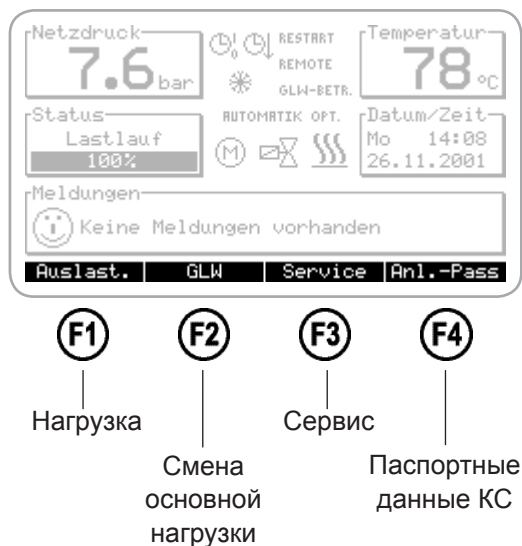 Netzdruck
7.6 bar
RESTART
REMOTE
GLW-BETR.
Temperatur
78 °C
Status
Lastlauf
100%
AUTOMATIK OPT.
M
Datum/Zeit
Mo 14:08
26.11.2001
Meldungen
i Keine Meldungen vorhanden
Auslast. GLW Service Anl.-Pass
F1 F2 F3 F4
Нагрузка
Смена
основной
нагрузки
Сервис
Паспортные
данные КС